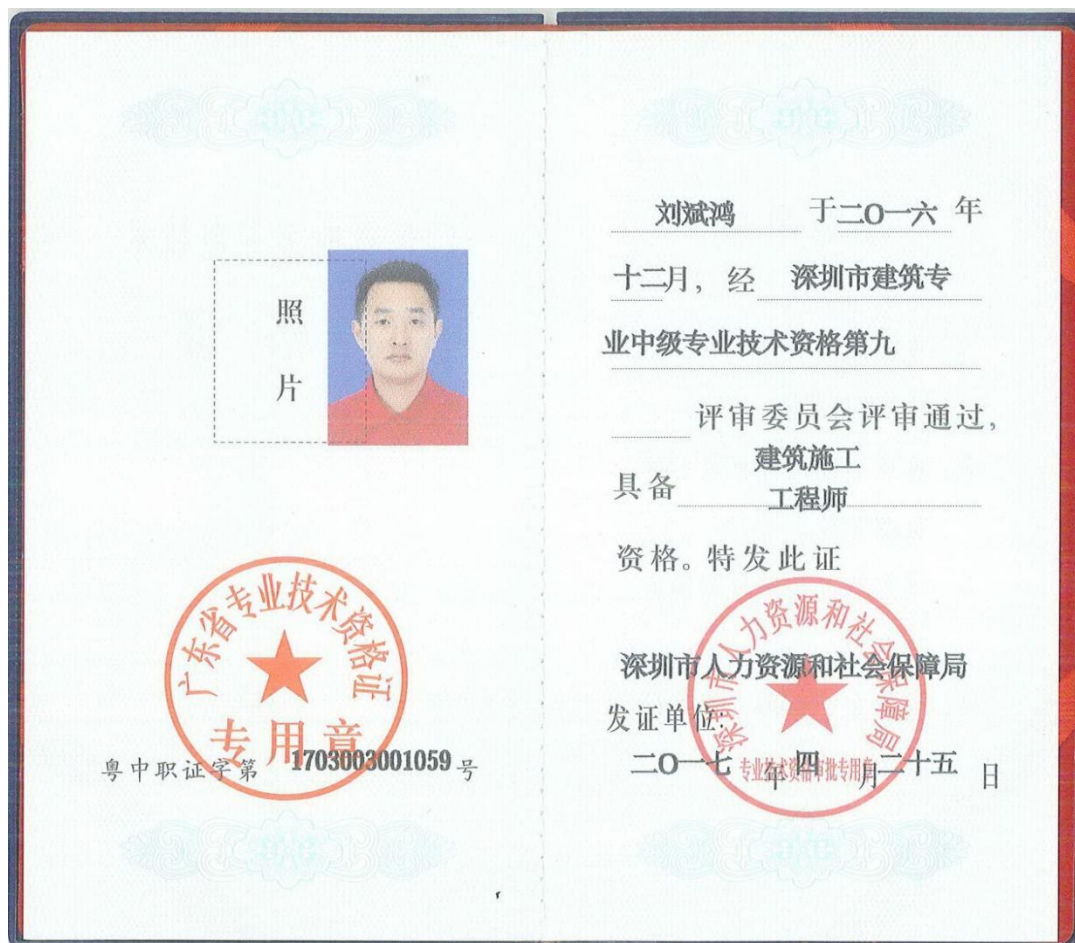 照
片
广东省专业技术资格证
专用章
粤中职证字第 1703003001059 号
刘斌鸿 于二O一六 年
十二月，经 深圳市建筑专
业中级专业技术资格第九
评审委员会评审通过，
建筑施工
具备 工程师
资格。特发此证
深圳市人力资源和社会保障局
深圳市人力资源和社会保障局
发证单位：
专业技术资格审批专用章
二O一七 年 四 月 二十五 日